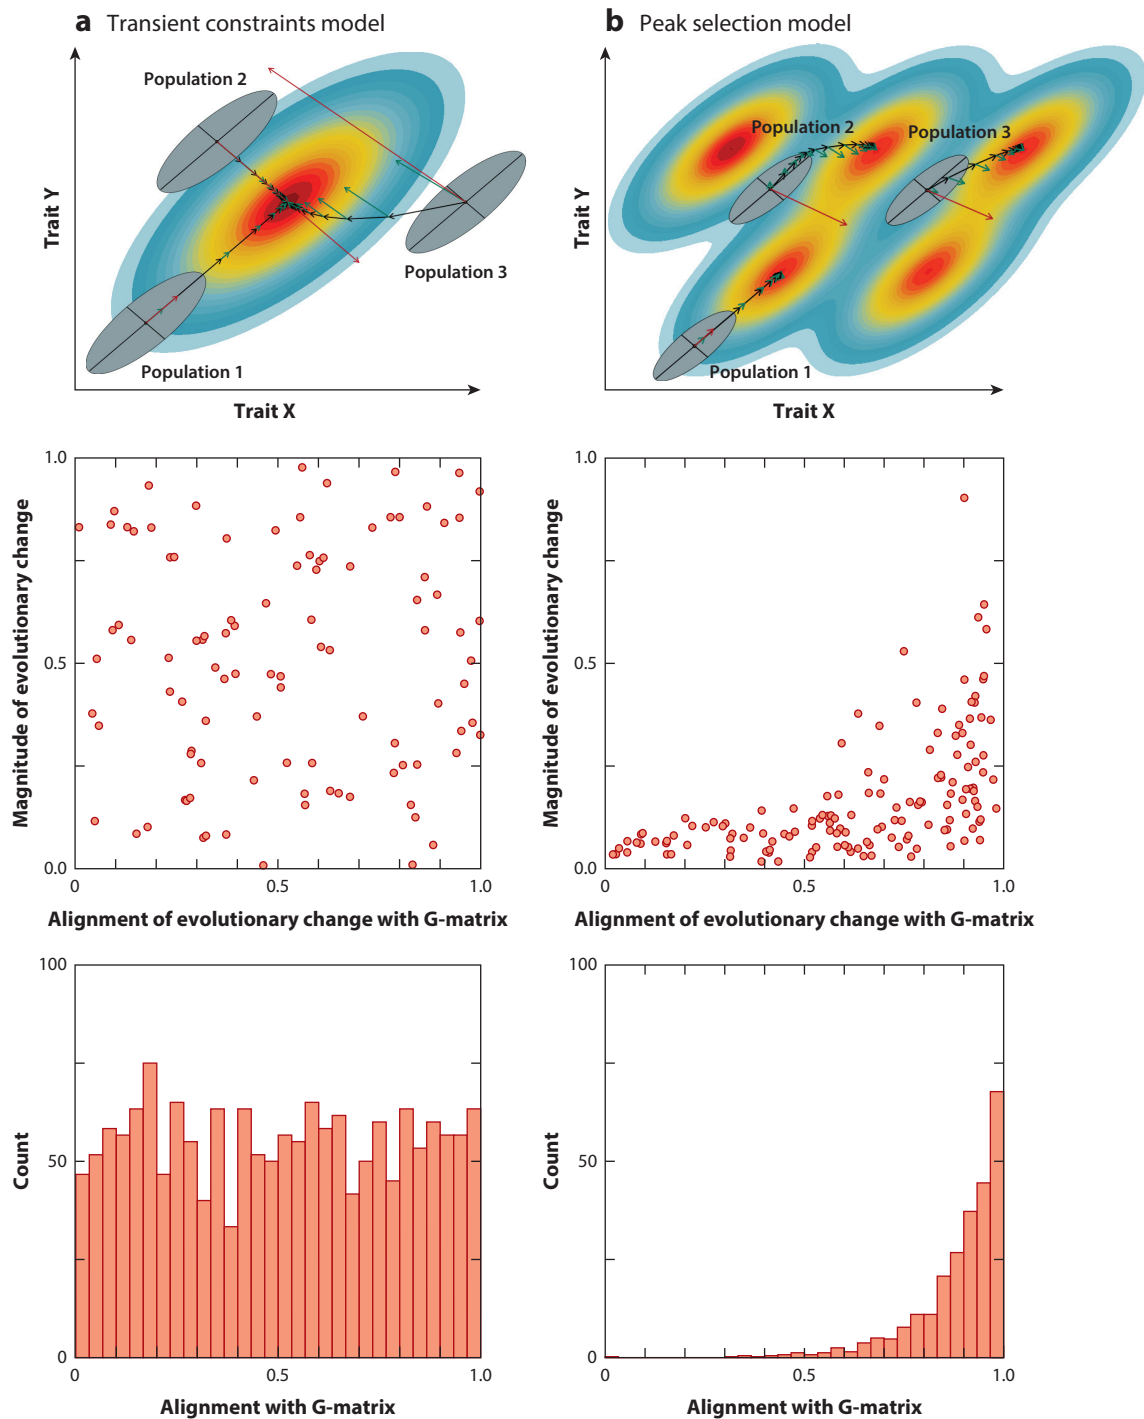 a Transient constraints model
b Peak selection model
Population 2
Population 3
Population 1
Trait Y
Trait X
Population 2
Population 3
Population 1
Trait Y
Trait X
1.0
0.5
0.0
0
0.5
1.0
Magnitude of evolutionary change
Alignment of evolutionary change with G-matrix
1.0
0.5
0.0
0
0.5
1.0
Magnitude of evolutionary change
Alignment of evolutionary change with G-matrix
100
50
0
0
0.5
1.0
Count
Alignment with G-matrix
100
50
0
0
0.5
1.0
Count
Alignment with G-matrix